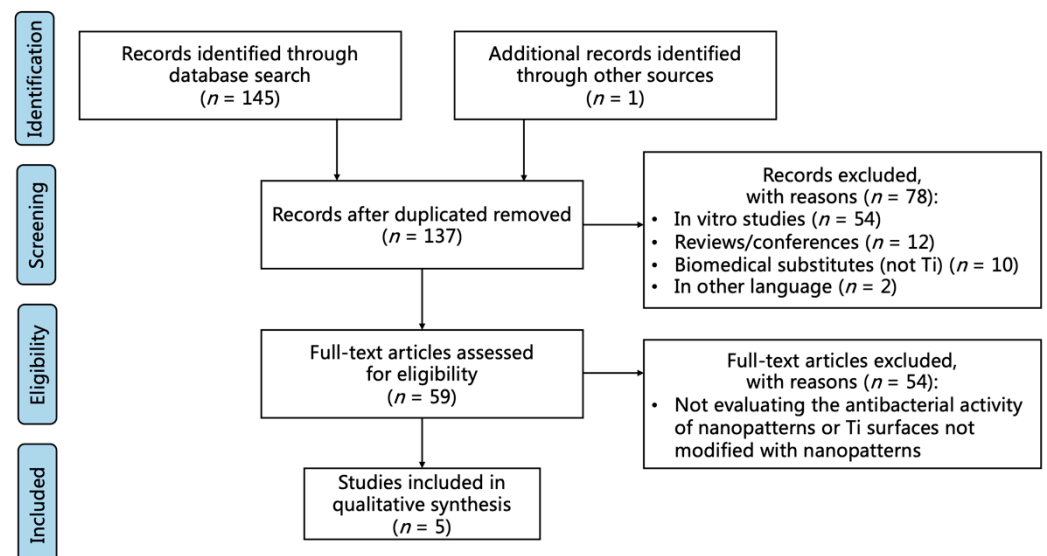 Identification
Records identified through
database search
(n = 145)
Additional records identified
through other sources
(n = 1)
Screening
Records after duplicated removed
(n = 137)
Records excluded,
with reasons (n = 78):
• In vitro studies (n = 54)
• Reviews/conferences (n = 12)
• Biomedical substitutes (not Ti) (n = 10)
• In other language (n = 2)
Eligibility
Full-text articles assessed
for eligibility
(n = 59)
Full-text articles excluded,
with reasons (n = 54):
• Not evaluating the antibacterial activity
of nanopatterns or Ti surfaces not
modified with nanopatterns
Included
Studies included in
qualitative synthesis
(n = 5)